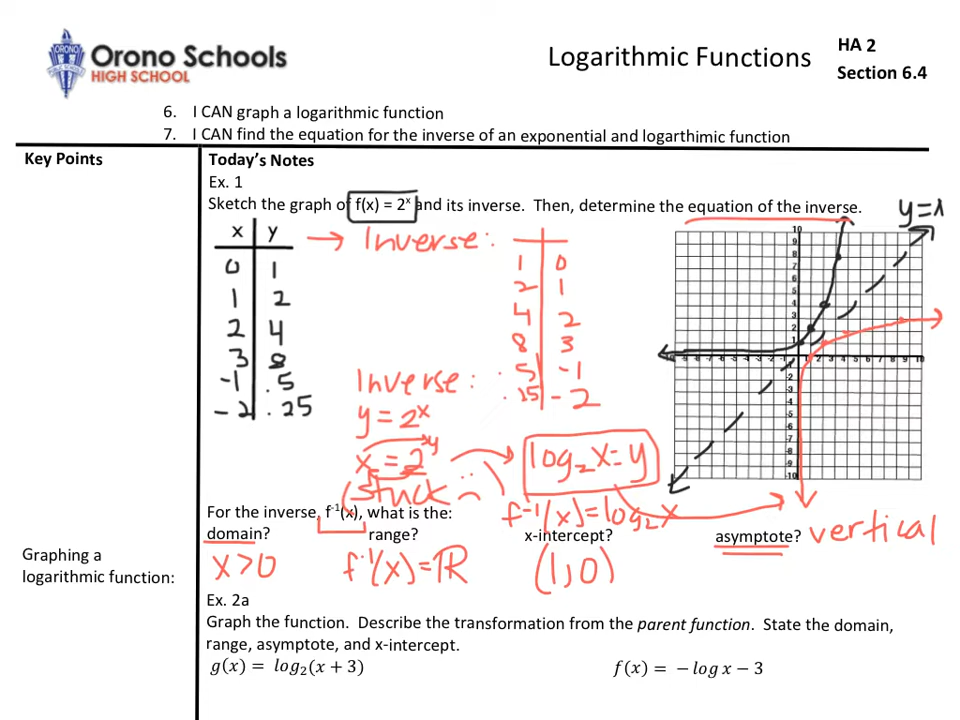 Orono Schools
HIGH SCHOOL
Logarithmic Functions
HA 2
Section 6.4
6. I CAN graph a logarithmic function
7. I CAN find the equation for the inverse of an exponential and logarthimic function
Key Points
Today's Notes
Ex. 1
Sketch the graph of f(x) = 2ˣ and its inverse. Then, determine the equation of the inverse.
x y
0 1
1 2
2 4
3 8
-1 .5
-2 .25
→ Inverse:
1 0
2 1
4 2
8 3
.5 -1
.25 -2
y=x
Inverse:
y=2ˣ
x=2ʸ
(stuck
log₂x=y
f⁻¹(x)=log₂x
For the inverse, f⁻¹(x), what is the:
domain? range? x-intercept? asymptote? vertical
x>0 f⁻¹(x)=ℝ (1,0)
Graphing a
logarithmic function:
Ex. 2a
Graph the function. Describe the transformation from the parent function. State the domain,
range, asymptote, and x-intercept.
g(x) = log₂(x + 3) f(x) = −log x − 3